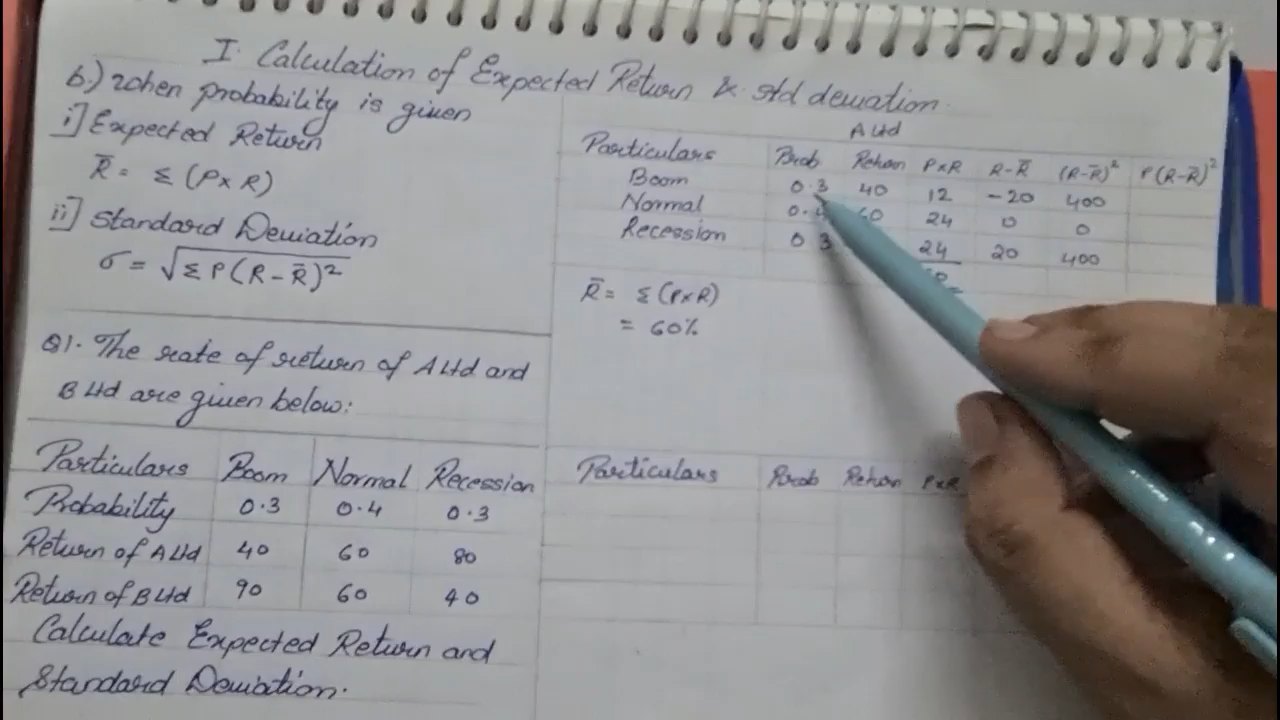 I. Calculation of Expected Return & std deviation
b.) when probability is given
i] Expected Return
R̄ = Σ (P×R)
ii] Standard Deviation
σ = √Σ P(R-R̄)²
Q1. The rate of return of A Ltd and
B Ltd are given below:
Particulars Boom Normal Recession
Probability 0.3 0.4 0.3
Return of A Ltd 40 60 80
Return of B Ltd 90 60 40
Calculate Expected Return and
Standard Deviation.
A Ltd
Particulars Prob Return P×R R-R̄ (R-R̄)² P(R-R̄)²
Boom 0.3 40 12 -20 400
Normal 0.4 60 24 0 0
Recession 0.3 24 20 400
R̄ = Σ (P×R)
= 60%
Particulars Prob Return P×R